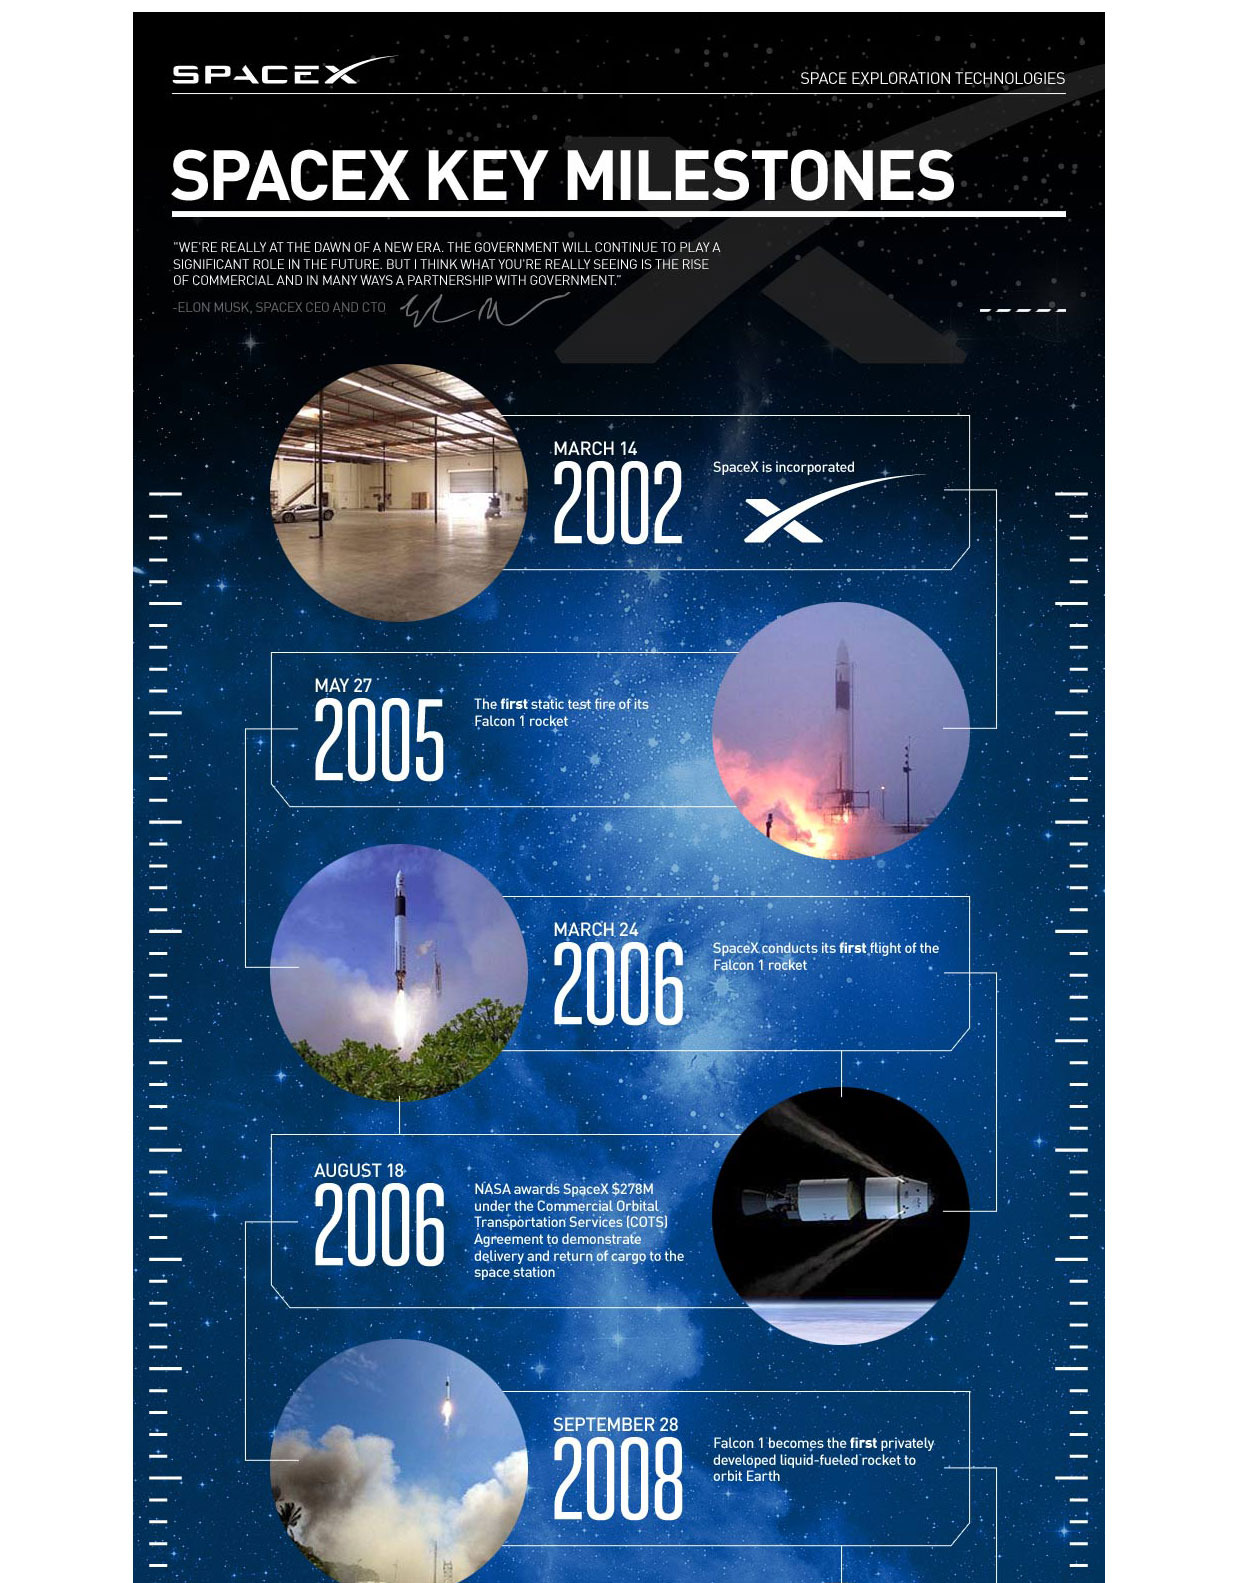 SPACEX
SPACE EXPLORATION TECHNOLOGIES
SPACEX KEY MILESTONES
"WE'RE REALLY AT THE DAWN OF A NEW ERA. THE GOVERNMENT WILL CONTINUE TO PLAY A
SIGNIFICANT ROLE IN THE FUTURE. BUT I THINK WHAT YOU'RE REALLY SEEING IS THE RISE
OF COMMERCIAL AND IN MANY WAYS A PARTNERSHIP WITH GOVERNMENT."
-ELON MUSK, SPACEX CEO AND CTO
MARCH 14
2002
SpaceX is incorporated
MAY 27
2005
The first static test fire of its
Falcon 1 rocket
MARCH 24
2006
SpaceX conducts its first flight of the
Falcon 1 rocket
AUGUST 18
2006
NASA awards SpaceX $278M
under the Commercial Orbital
Transportation Services (COTS)
Agreement to demonstrate
delivery and return of cargo to the
space station
SEPTEMBER 28
2008
Falcon 1 becomes the first privately
developed liquid-fueled rocket to
orbit Earth